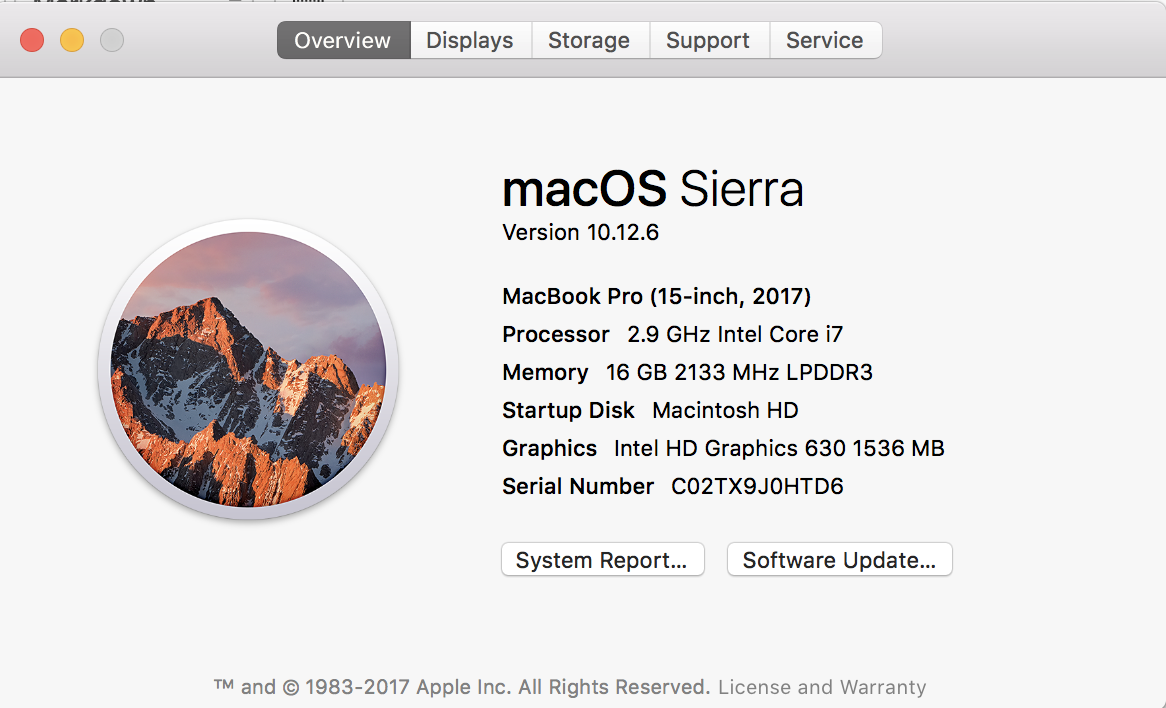 Overview Displays Storage Support Service
macOS Sierra
Version 10.12.6
MacBook Pro (15-inch, 2017)
Processor 2.9 GHz Intel Core i7
Memory 16 GB 2133 MHz LPDDR3
Startup Disk Macintosh HD
Graphics Intel HD Graphics 630 1536 MB
Serial Number C02TX9J0HTD6
System Report... Software Update...
™ and © 1983-2017 Apple Inc. All Rights Reserved. License and Warranty